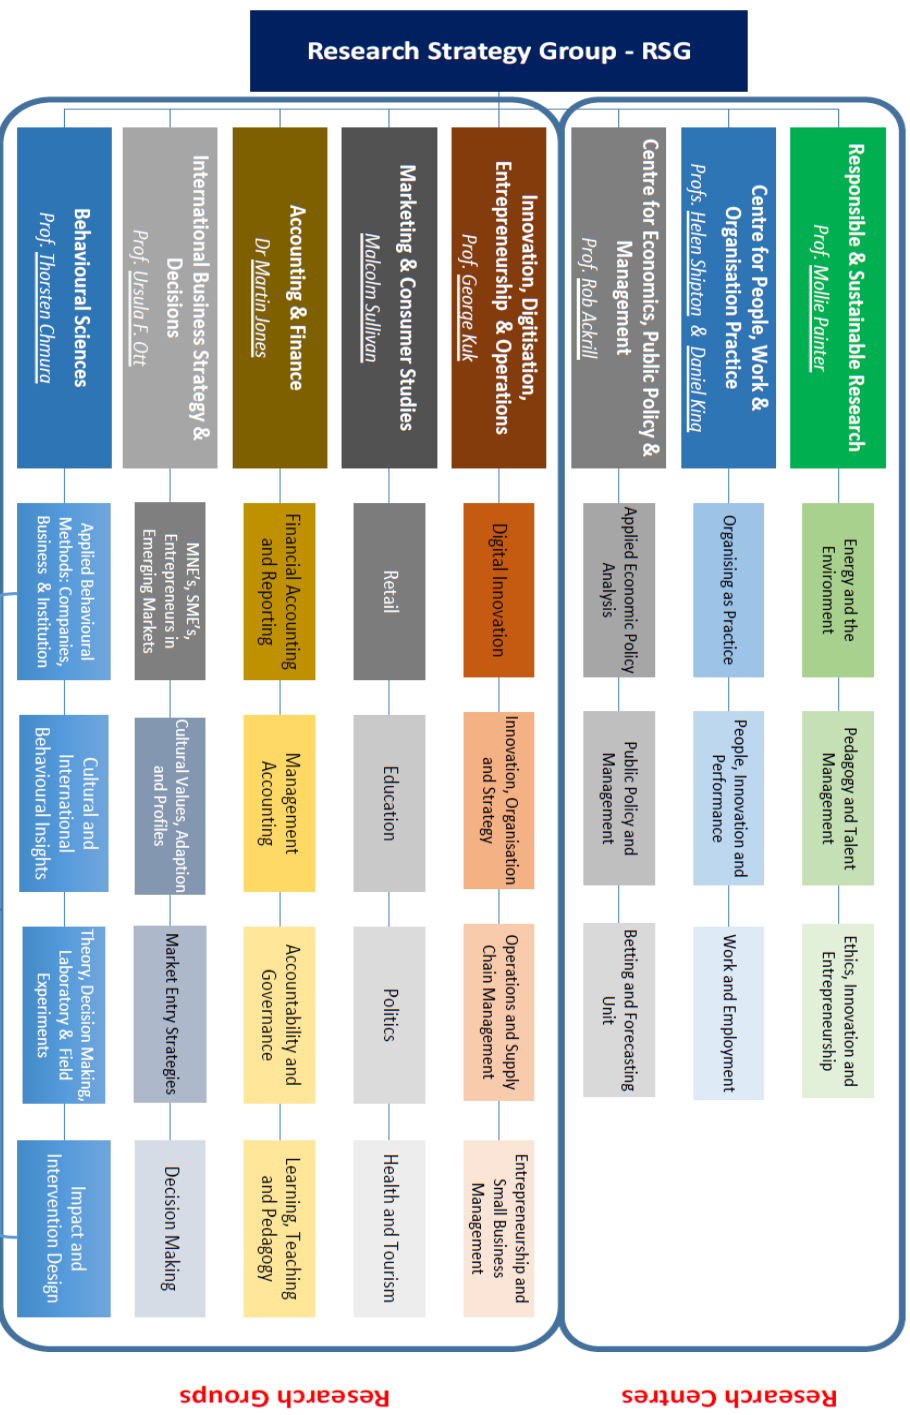 Research Strategy Group - RSG
Responsible & Sustainable Research
Prof. Mollie Painter
Energy and the
Environment
Pedagogy and Talent
Management
Ethics, Innovation and
Entrepreneurship
Centre for People, Work &
Organisation Practice
Profs. Helen Shipton & Daniel King
Organising as Practice
People, Innovation and
Performance
Work and Employment
Centre for Economics, Public Policy &
Management
Prof. Rob Ackrill
Applied Economic Policy
Analysis
Public Policy and
Management
Betting and Forecasting
Unit
Innovation, Digitisation,
Entrepreneurship & Operations
Prof. George Kuk
Digital Innovation
Innovation, Organisation
and Strategy
Operations and Supply
Chain Management
Entrepreneurship and
Small Business
Management
Marketing & Consumer Studies
Malcolm Sullivan
Retail
Education
Politics
Health and Tourism
Accounting & Finance
Dr Martin Jones
Financial Accounting
and Reporting
Management
Accounting
Accountability and
Governance
Learning, Teaching
and Pedagogy
International Business Strategy &
Decisions
Prof. Ursula F. Ott
MNE's, SME's,
Entrepreneurs in
Emerging Markets
Cultural Values, Adaption
and Profiles
Market Entry Strategies
Decision Making
Behavioural Sciences
Prof. Thorsten Chmura
Applied Behavioural
Methods: Companies,
Business & Institution
Cultural and
International
Behavioural Insights
Theory, Decision Making,
Laboratory & Field
Experiments
Impact and
Intervention Design
Research Centres
Research Groups